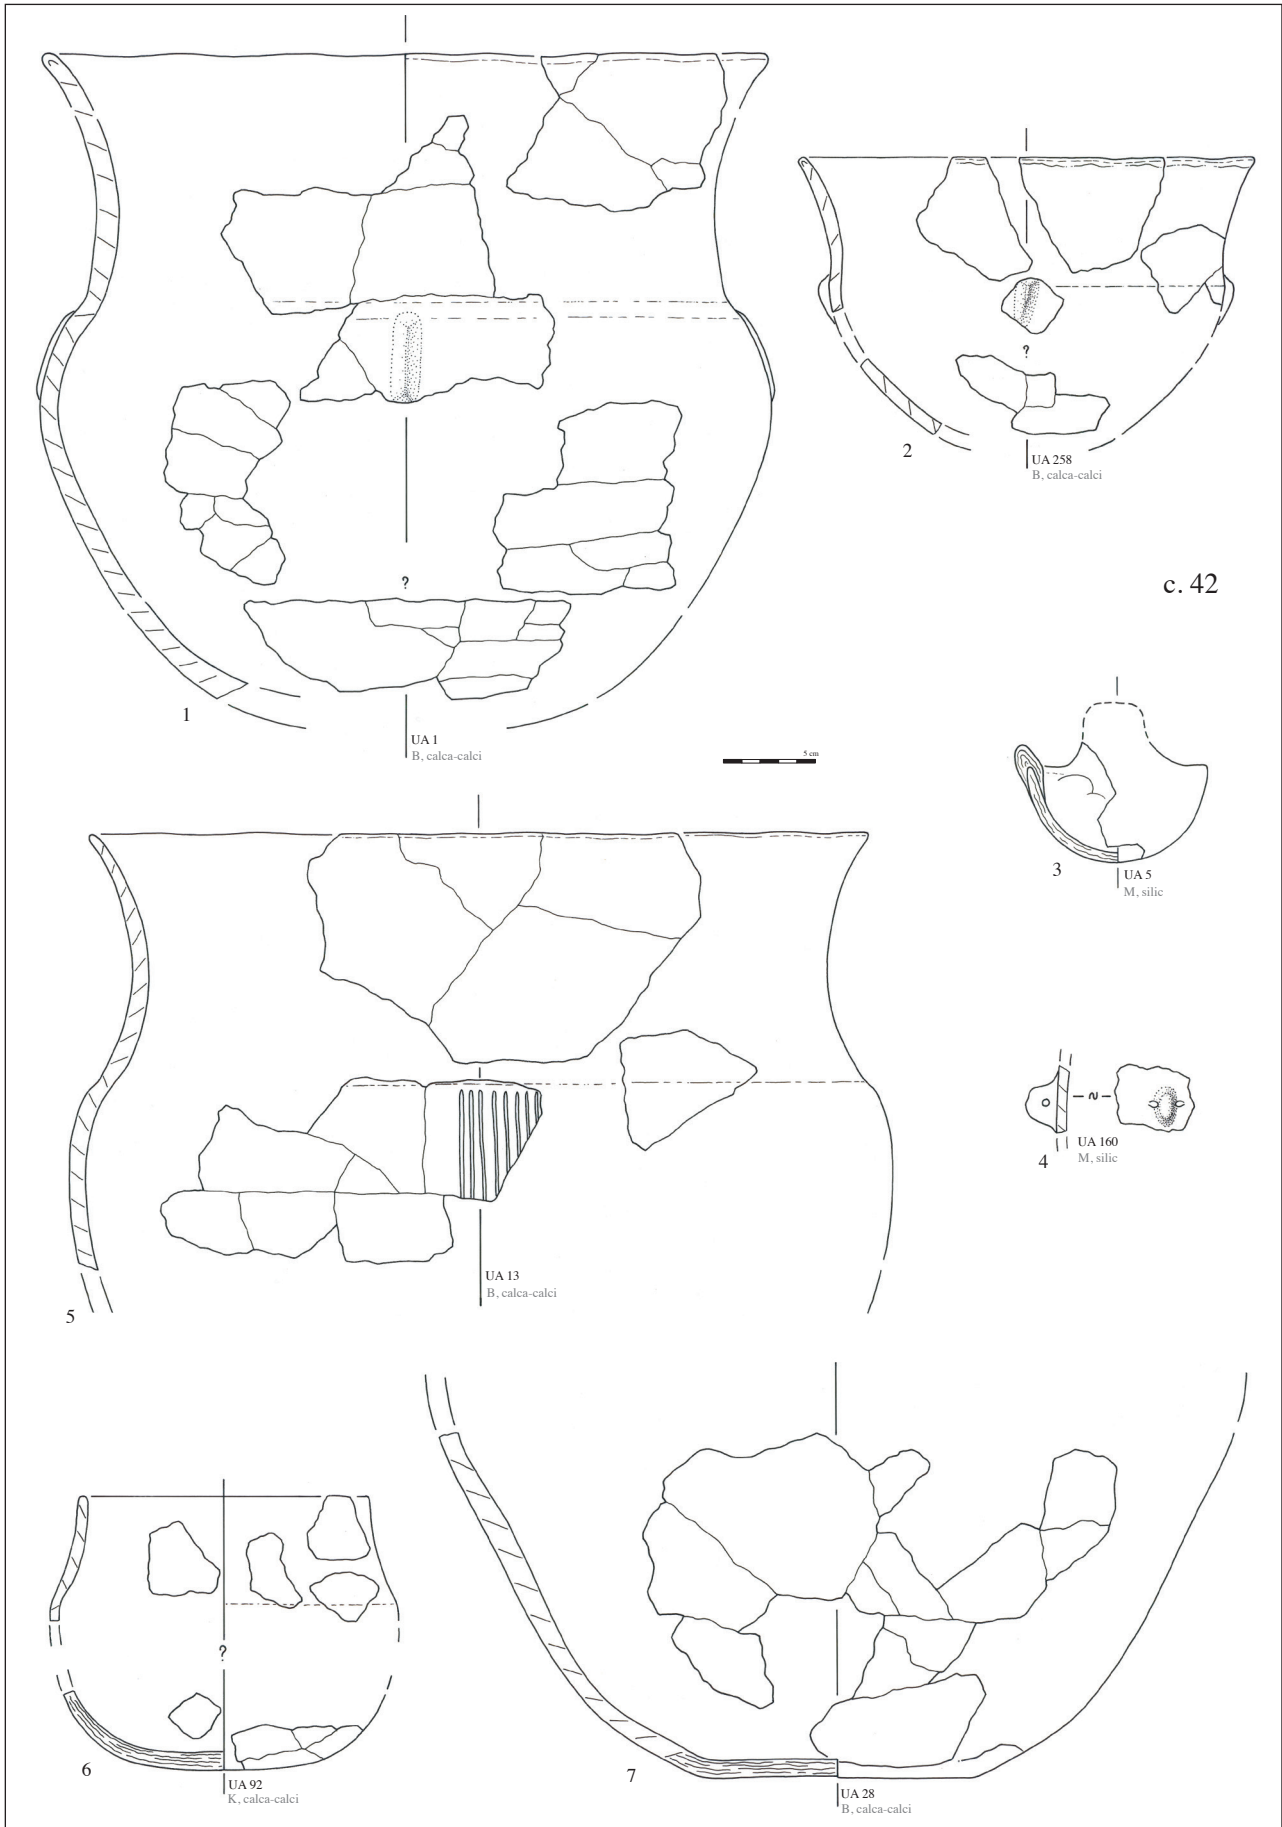 ?
1
UA 1
B, calca-calci
?
2
UA 258
B, calca-calci
c. 42
5 cm
3
UA 5
M, silic
~
4
UA 160
M, silic
5
UA 13
B, calca-calci
?
6
UA 92
K, calca-calci
7
UA 28
B, calca-calci